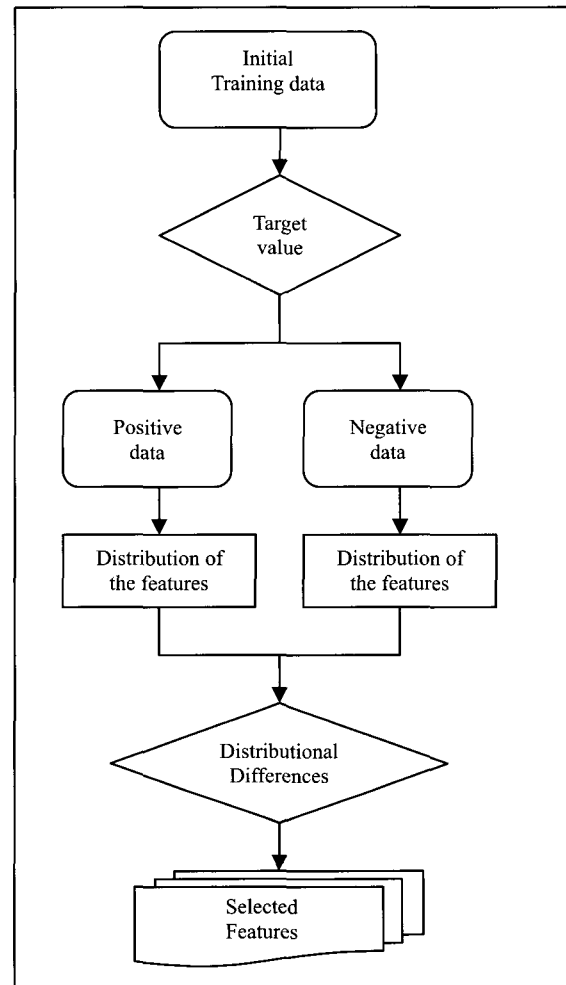 Initial
Training data
Target
value
Positive
data
Negative
data
Distribution of
the features
Distribution of
the features
Distributional
Differences
Selected
Features